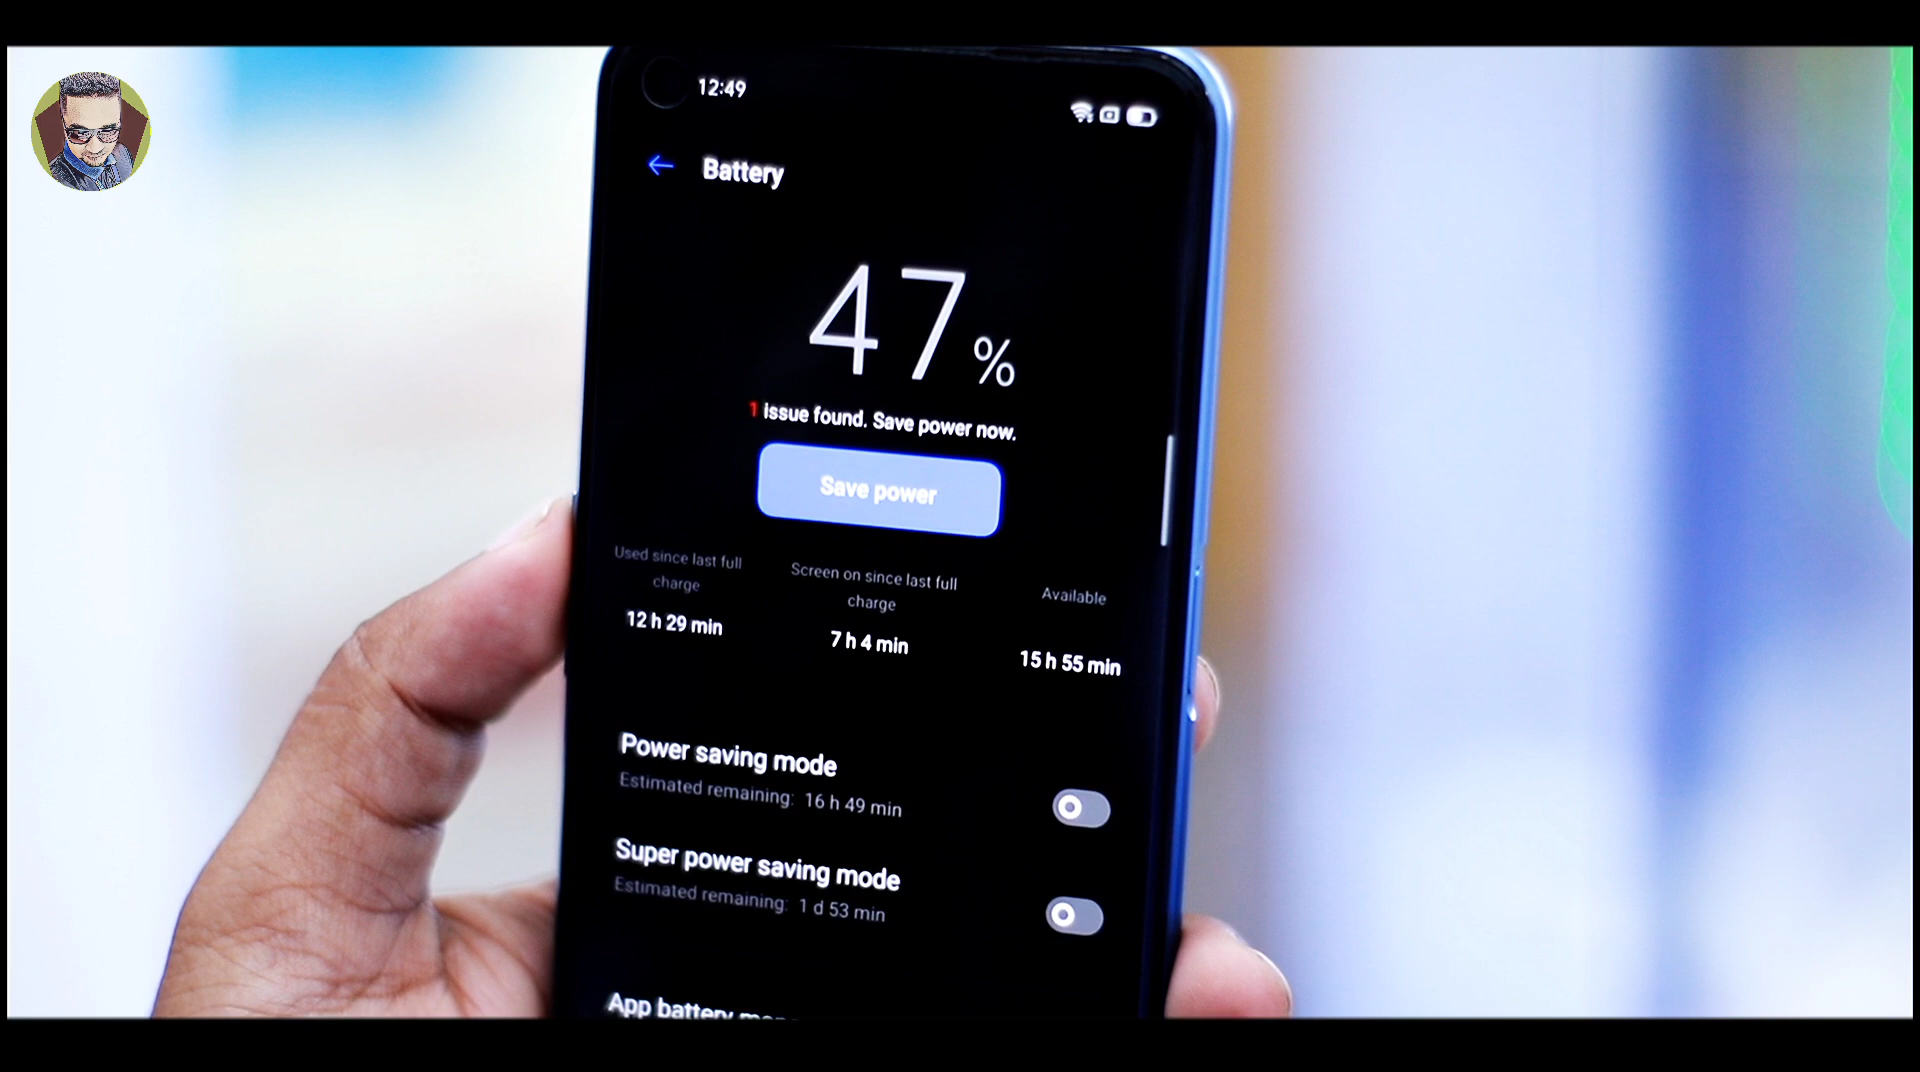 12:49
Battery
47%
1 issue found. Save power now.
Save power
Used since last full
charge
12 h 29 min
Screen on since last full
charge
7 h 4 min
Available
15 h 55 min
Power saving mode
Estimated remaining: 16 h 49 min
Super power saving mode
Estimated remaining: 1 d 53 min
App battery